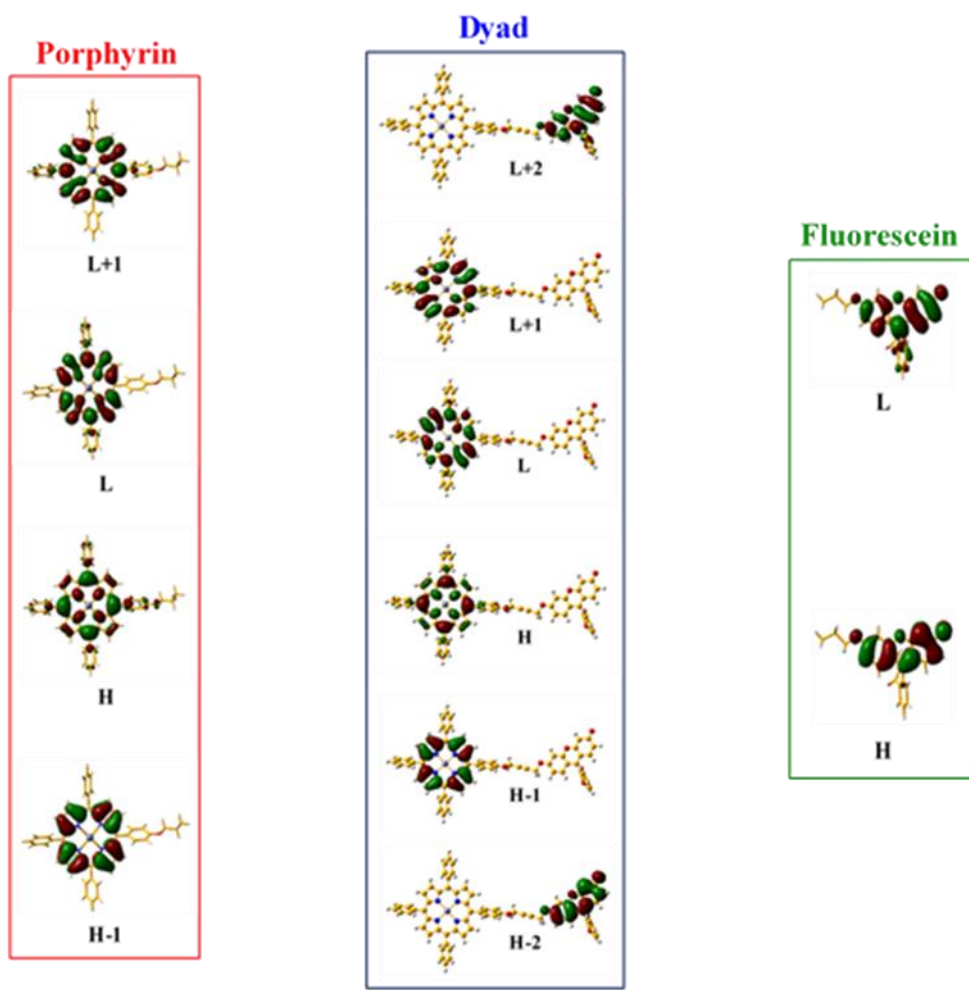 Porphyrin
L+1
L
H
H-1
Dyad
L+2
L+1
L
H
H-1
H-2
Fluorescein
L
H